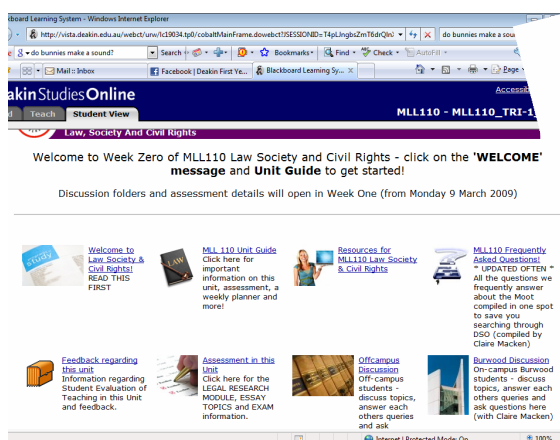 ckboard Learning System - Windows Internet Explorer
http://vista.deakin.edu.au/webct/urw/lc19034.tp0/cobaltMainFrame.dowebct?JSESSIONID=T4pLJngbsZmT6drQln
do bunnies make a sou
do bunnies make a sound?
Search
Bookmarks
Find
Check
AutoFill
Mail :: Inbox
Facebook | Deakin First Ye...
Blackboard Learning Sy...
Page
eakinStudiesOnline
Accessib
d Teach Student View
MLL110 - MLL110_TRI-1
Law, Society And Civil Rights
Welcome to Week Zero of MLL110 Law Society and Civil Rights - click on the 'WELCOME'
message and Unit Guide to get started!
Discussion folders and assessment details will open in Week One (from Monday 9 March 2009)
study
Welcome to
Law Society &
Civil Rights!
READ THIS
FIRST
LAW
MLL 110 Unit Guide
Click here for
important
information on this
unit, assessment, a
weekly planner and
more!
Resources for
MLL110 Law Society
& Civil Rights
MLL110 Frequently
Asked Questions!
* UPDATED OFTEN *
All the questions we
frequently answer
about the Moot
compiled in one spot
to save you
searching through
DSO (compiled by
Claire Macken)
Feedback regarding
this unit
Information regarding
Student Evaluation of
Teaching in this Unit
and feedback.
Assessment in this
Unit
Click here for the
LEGAL RESEARCH
MODULE, ESSAY
TOPICS and EXAM
information.
Offcampus
Discussion
Off-campus
students -
discuss topics,
answer each
others queries
and ask
Burwood Discussion
On-campus Burwood
students - discuss
topics, answer each
others queries and
ask questions here
(with Claire Macken)
Internet | Protected Mode: On
100%